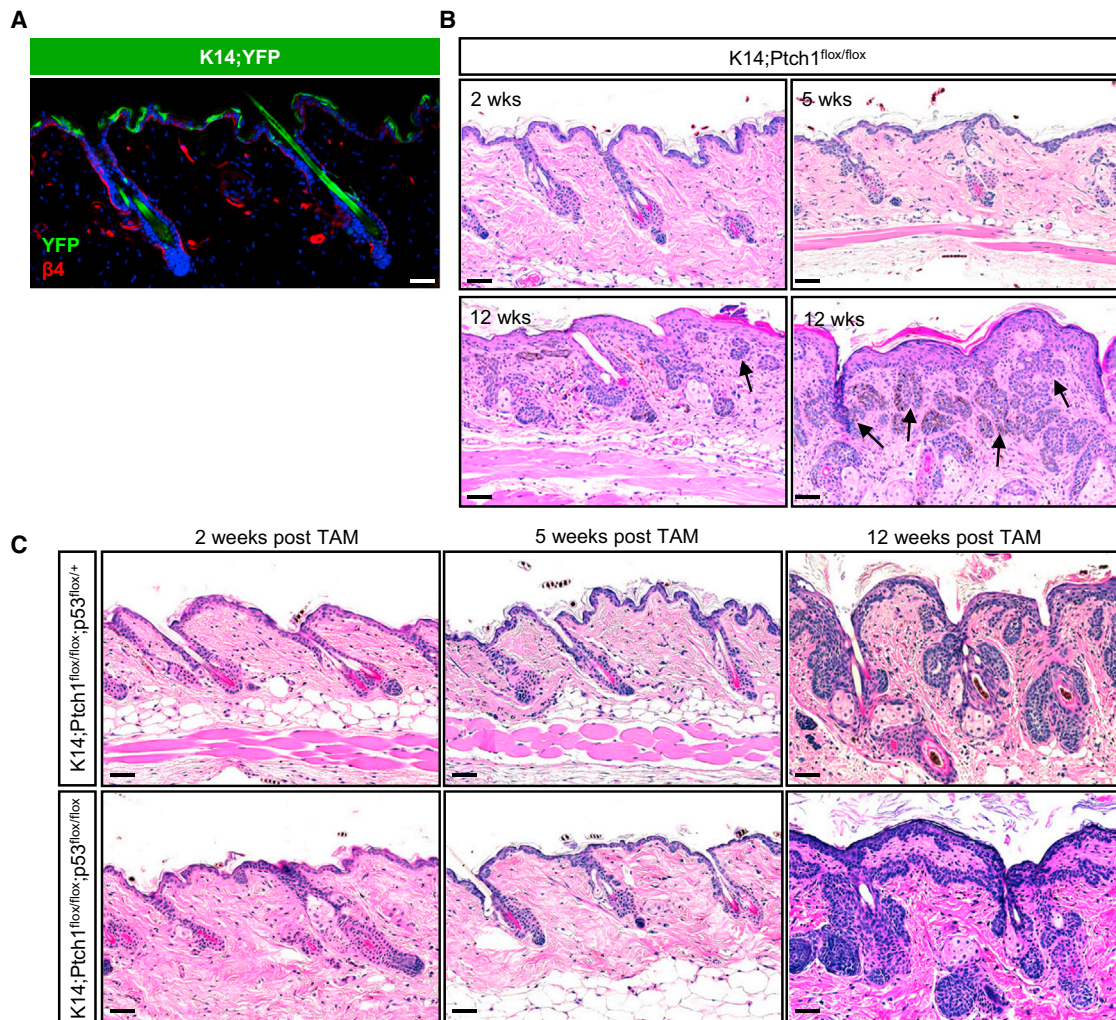 A
K14;YFP
YFP
β4
B
K14;Ptch1flox/flox
2 wks
5 wks
12 wks
12 wks
C
2 weeks post TAM
5 weeks post TAM
12 weeks post TAM
K14;Ptch1flox/flox;p53flox/+
K14;Ptch1flox/flox;p53flox/flox